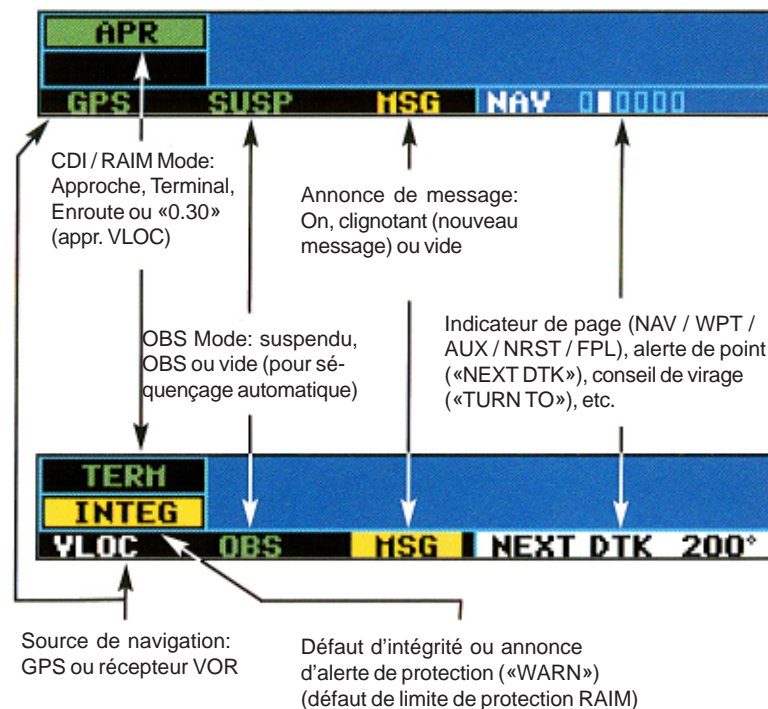 APR
GPS SUSP MSG NAV
CDI / RAIM Mode:
Approche, Terminal,
Enroute ou «0.30»
(appr. VLOC)
Annonce de message:
On, clignotant (nouveau
message) ou vide
OBS Mode: suspendu,
OBS ou vide (pour sé-
quençage automatique)
Indicateur de page (NAV / WPT /
AUX / NRST / FPL), alerte de point
(«NEXT DTK»), conseil de virage
(«TURN TO»), etc.
TERM
INTEG
VLOC OBS MSG NEXT DTK 200°
Source de navigation:
GPS ou récepteur VOR
Défaut d'intégrité ou annonce
d'alerte de protection («WARN»)
(défaut de limite de protection RAIM)